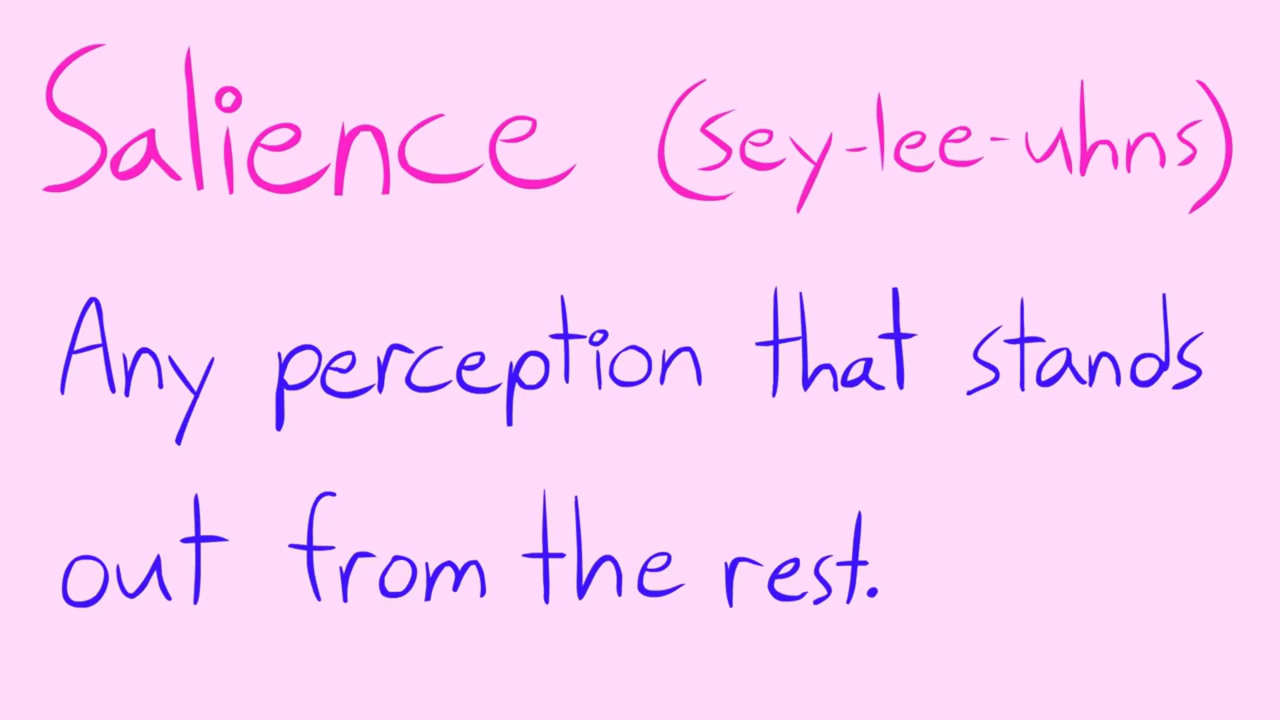 Salience (sey-lee-uhns)
Any perception that stands
out from the rest.